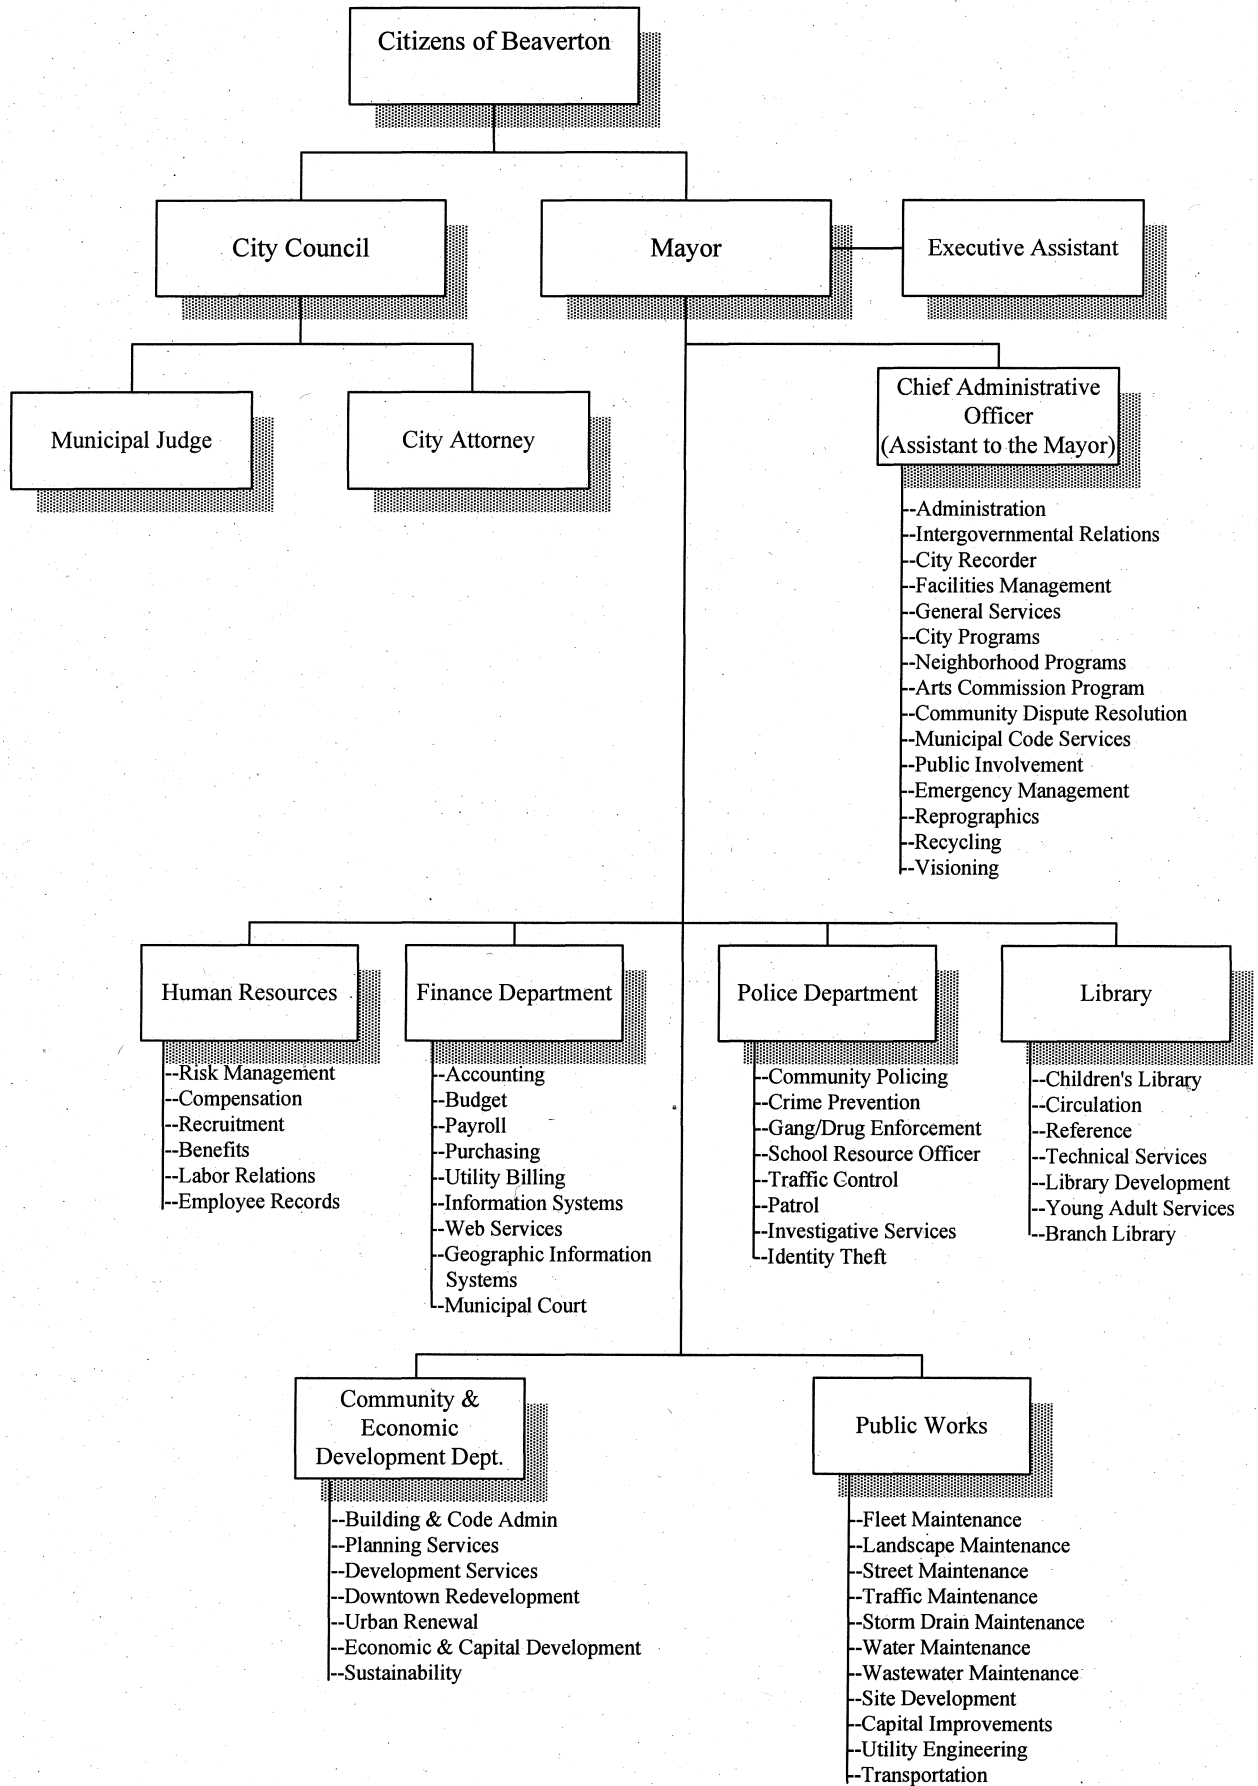 Citizens of Beaverton
City Council
Mayor
Executive Assistant
Municipal Judge
City Attorney
Chief Administrative
Officer
(Assistant to the Mayor)
--Administration
--Intergovernmental Relations
--City Recorder
--Facilities Management
--General Services
--City Programs
--Neighborhood Programs
--Arts Commission Program
--Community Dispute Resolution
--Municipal Code Services
--Public Involvement
--Emergency Management
--Reprographics
--Recycling
--Visioning
Human Resources
--Risk Management
--Compensation
--Recruitment
--Benefits
--Labor Relations
--Employee Records
Finance Department
--Accounting
--Budget
--Payroll
--Purchasing
--Utility Billing
--Information Systems
--Web Services
--Geographic Information
Systems
--Municipal Court
Police Department
--Community Policing
--Crime Prevention
--Gang/Drug Enforcement
--School Resource Officer
--Traffic Control
--Patrol
--Investigative Services
--Identity Theft
Library
--Children's Library
--Circulation
--Reference
--Technical Services
--Library Development
--Young Adult Services
--Branch Library
Community &
Economic
Development Dept.
--Building & Code Admin
--Planning Services
--Development Services
--Downtown Redevelopment
--Urban Renewal
--Economic & Capital Development
--Sustainability
Public Works
--Fleet Maintenance
--Landscape Maintenance
--Street Maintenance
--Traffic Maintenance
--Storm Drain Maintenance
--Water Maintenance
--Wastewater Maintenance
--Site Development
--Capital Improvements
--Utility Engineering
--Transportation